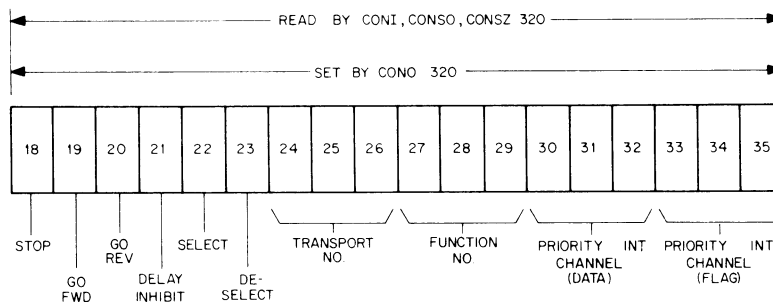 READ BY CONI, CONSO, CONSZ 320
SET BY CONO 320
18 19 20 21 22 23 24 25 26 27 28 29 30 31 32 33 34 35
STOP
GO
FWD
GO
REV
DELAY
INHIBIT
SELECT
DE-
SELECT
TRANSPORT
NO.
FUNCTION
NO.
PRIORITY INT
CHANNEL
(DATA)
PRIORITY INT
CHANNEL
(FLAG)